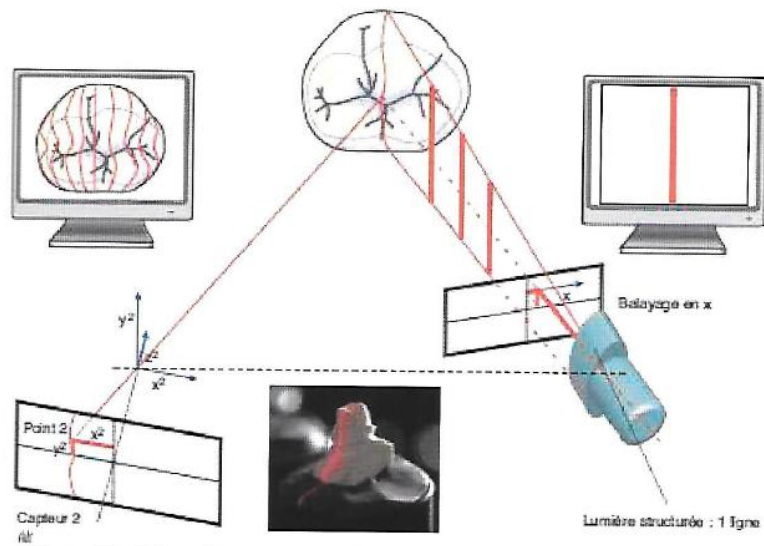 y²
z²
x²
x
Balayage en x
Point 2
x²
y²
Capteur 2
Lumière structurée : 1 ligne